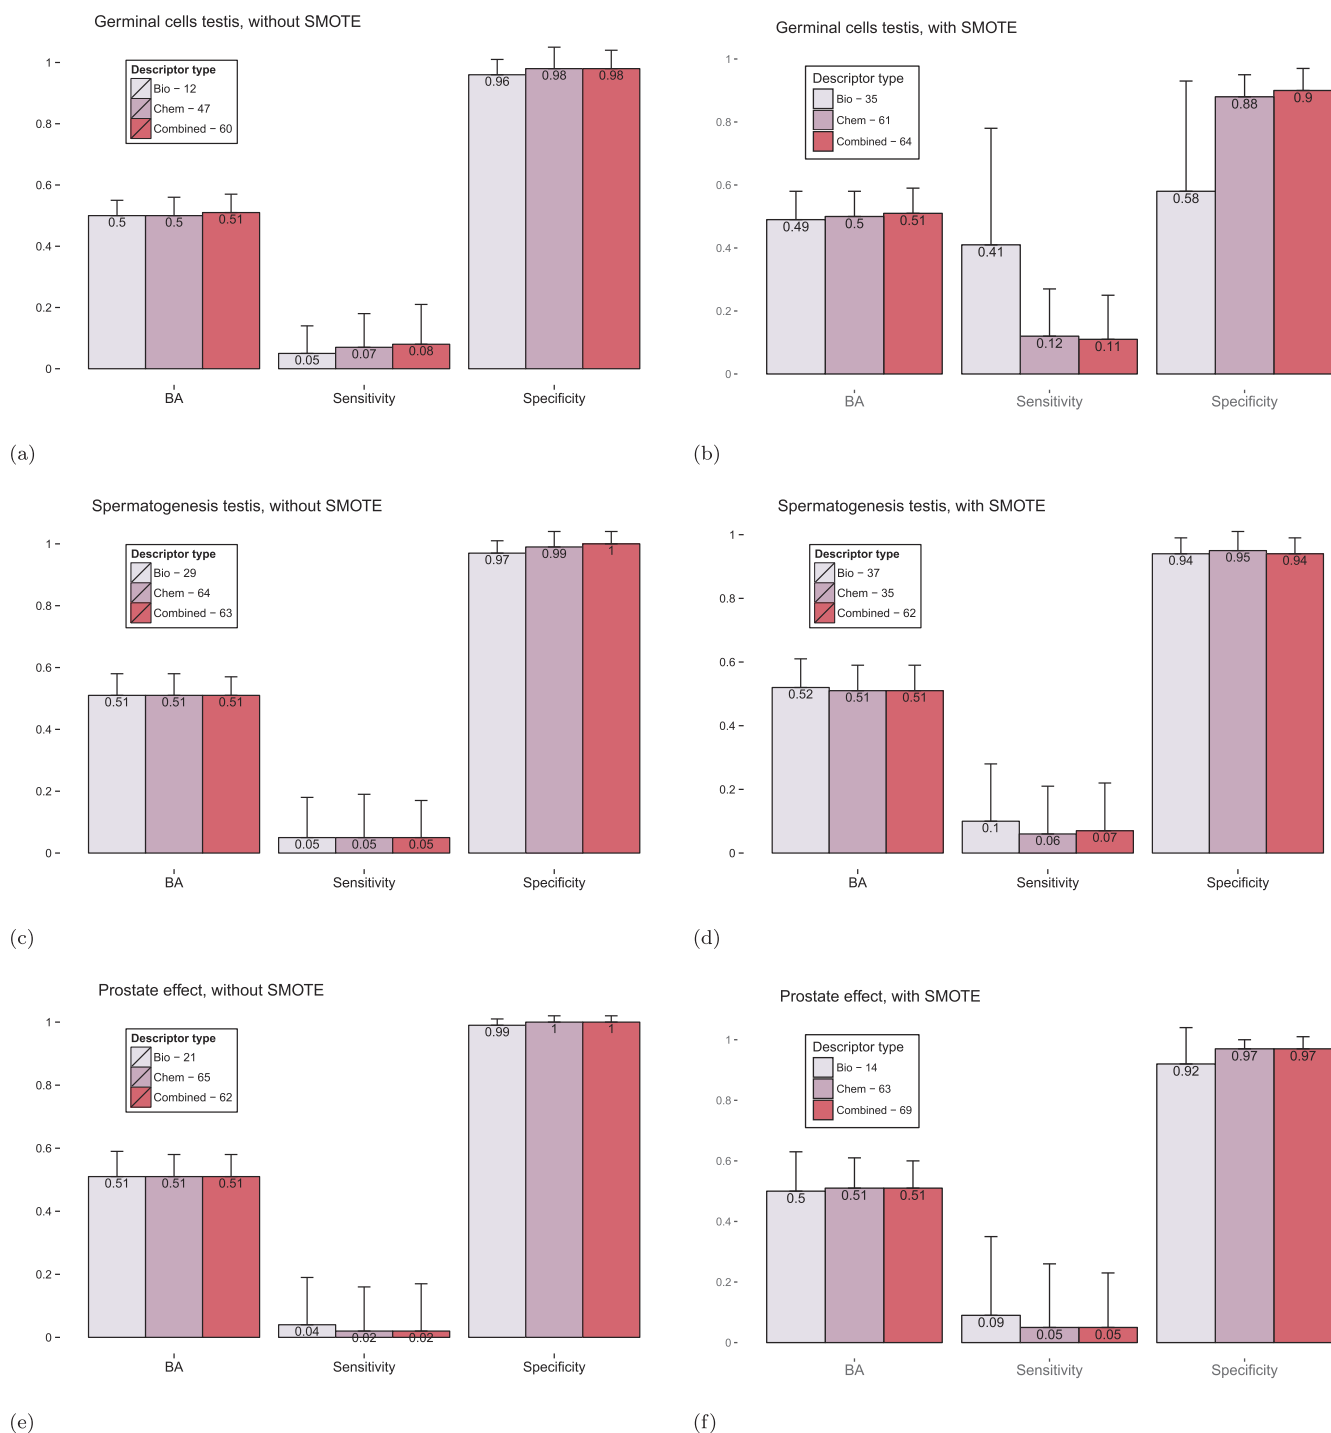 Germinal cells testis, without SMOTE
Descriptor type
Bio − 12
Chem − 47
Combined − 60
1
0.8
0.6
0.4
0.2
0
0.5
0.5
0.51
0.05
0.07
0.08
0.96
0.98
0.98
BA
Sensitivity
Specificity
(a)
Germinal cells testis, with SMOTE
Descriptor type
Bio − 35
Chem − 61
Combined − 64
1
0.8
0.6
0.4
0.2
0
0.49
0.5
0.51
0.41
0.12
0.11
0.58
0.88
0.9
BA
Sensitivity
Specificity
(b)
Spermatogenesis testis, without SMOTE
Descriptor type
Bio − 29
Chem − 64
Combined − 63
1
0.8
0.6
0.4
0.2
0
0.51
0.51
0.51
0.05
0.05
0.05
0.97
0.99
1
BA
Sensitivity
Specificity
(c)
Spermatogenesis testis, with SMOTE
Descriptor type
Bio − 37
Chem − 35
Combined − 62
1
0.8
0.6
0.4
0.2
0
0.52
0.51
0.51
0.1
0.06
0.07
0.94
0.95
0.94
BA
Sensitivity
Specificity
(d)
Prostate effect, without SMOTE
Descriptor type
Bio − 21
Chem − 65
Combined − 62
1
0.8
0.6
0.4
0.2
0
0.51
0.51
0.51
0.04
0.02
0.02
0.99
1
1
BA
Sensitivity
Specificity
(e)
Prostate effect, with SMOTE
Descriptor type
Bio − 14
Chem − 63
Combined − 69
1
0.8
0.6
0.4
0.2
0
0.5
0.51
0.51
0.09
0.05
0.05
0.92
0.97
0.97
BA
Sensitivity
Specificity
(f)